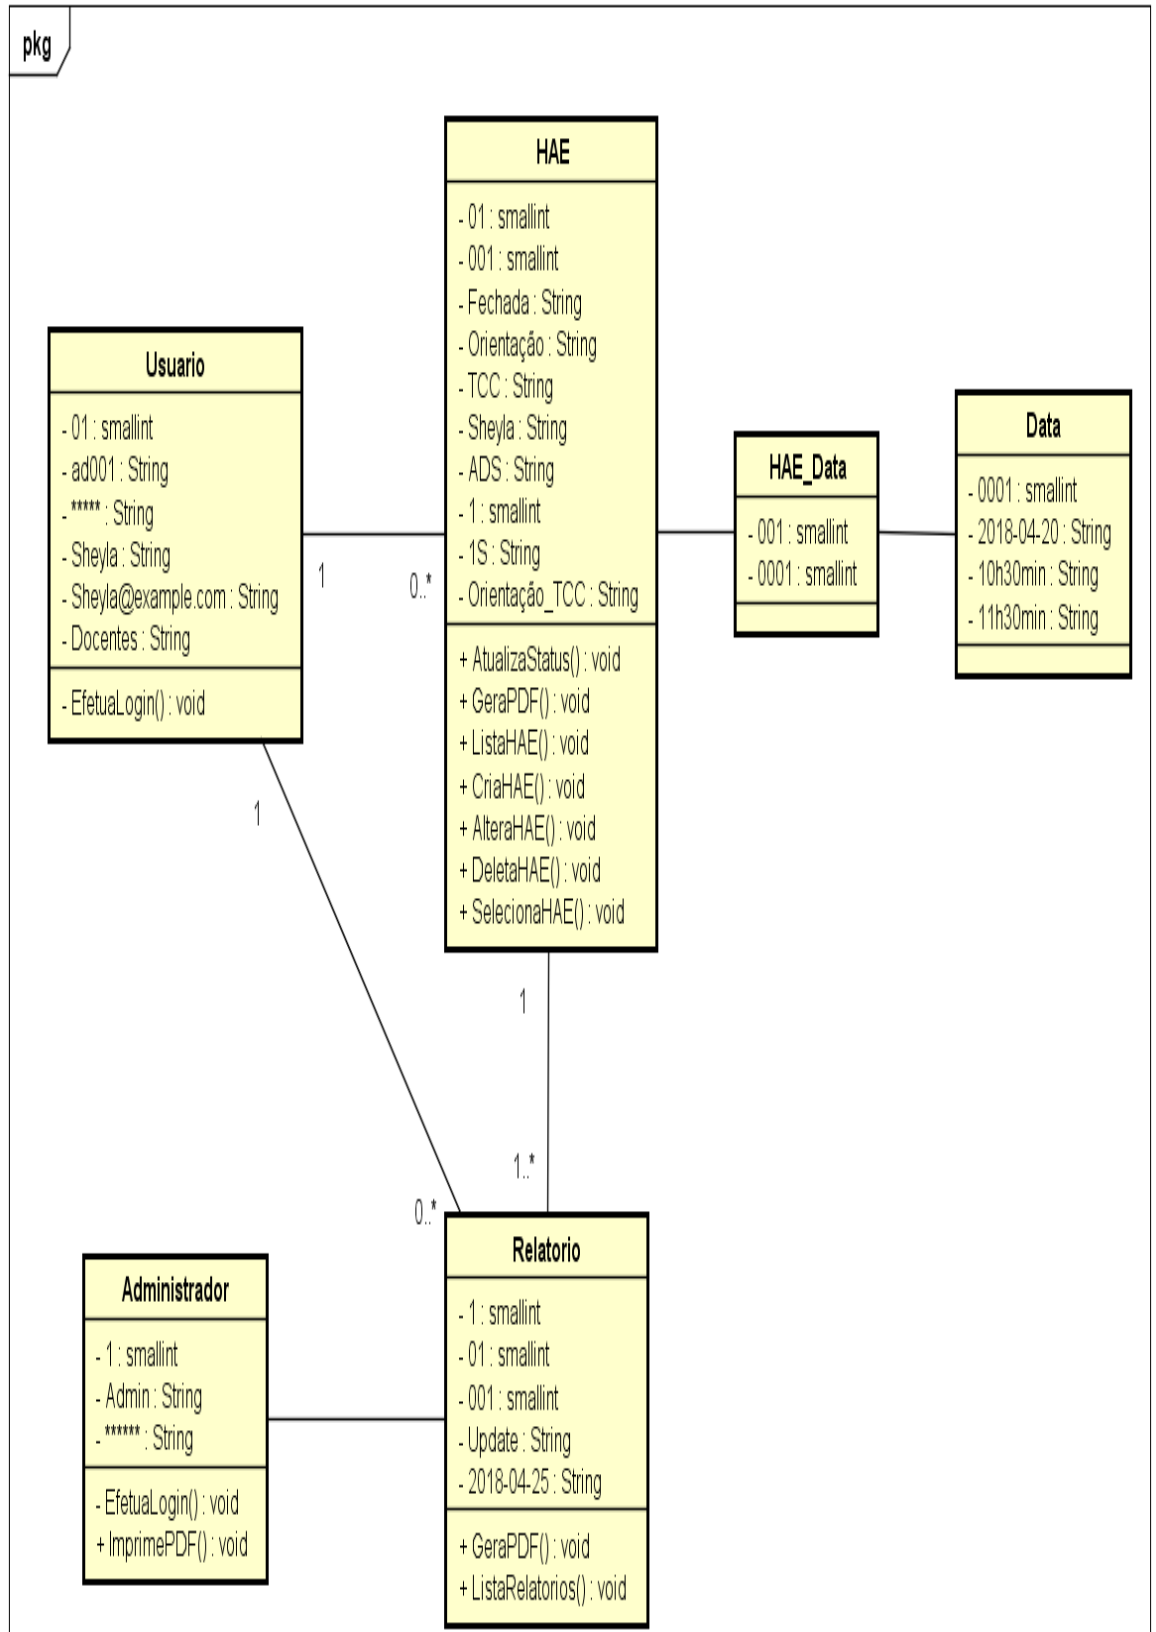 pkg
HAE
- 01 : smallint
- 001 : smallint
- Fechada : String
- Orientação : String
- TCC : String
- Sheyla : String
- ADS : String
- 1 : smallint
- 1S : String
- Orientação_TCC : String
+ AtualizaStatus() : void
+ GeraPDF() : void
+ ListaHAE() : void
+ CriaHAE() : void
+ AlteraHAE() : void
+ DeletaHAE() : void
+ SelecionaHAE() : void
Usuario
- 01 : smallint
- ad001 : String
- ***** : String
- Sheyla : String
- Sheyla@example.com : String
- Docentes : String
- EfetuaLogin() : void
1
0..*
HAE_Data
- 001 : smallint
- 0001 : smallint
Data
- 0001 : smallint
- 2018-04-20 : String
- 10h30min : String
- 11h30min : String
1
0..*
1
1..*
Relatorio
- 1 : smallint
- 01 : smallint
- 001 : smallint
- Update : String
- 2018-04-25 : String
+ GeraPDF() : void
+ ListaRelatorios() : void
Administrador
- 1 : smallint
- Admin : String
- ****** : String
- EfetuaLogin() : void
+ ImprimePDF() : void